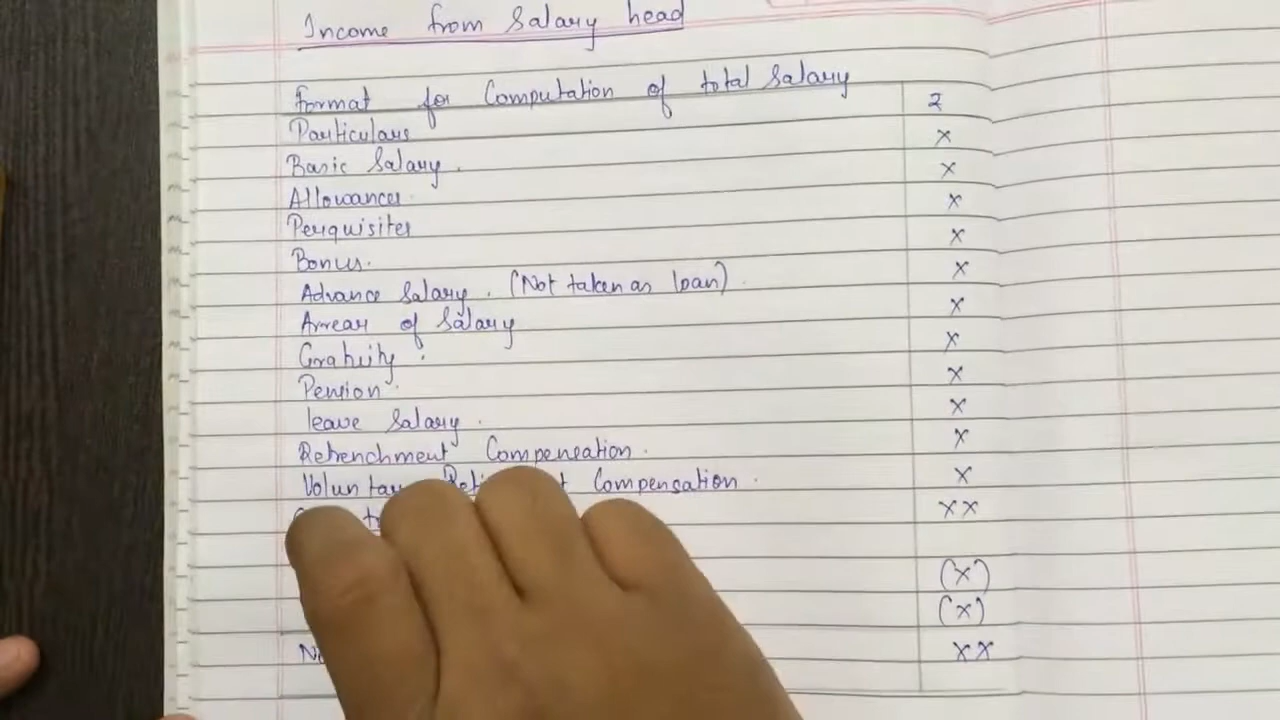 Income from Salary head
Format for Computation of total Salary
₹
Particulars
x
Basic Salary.
x
Allowances.
x
Perquisites
x
Bonus.
x
Advance Salary. (Not taken as loan).
x
Arrear of Salary
x
Gratuity.
x
Pension.
x
leave Salary.
x
Retrenchment Compensation.
x
Compensation.
xx
(x)
(x)
xx